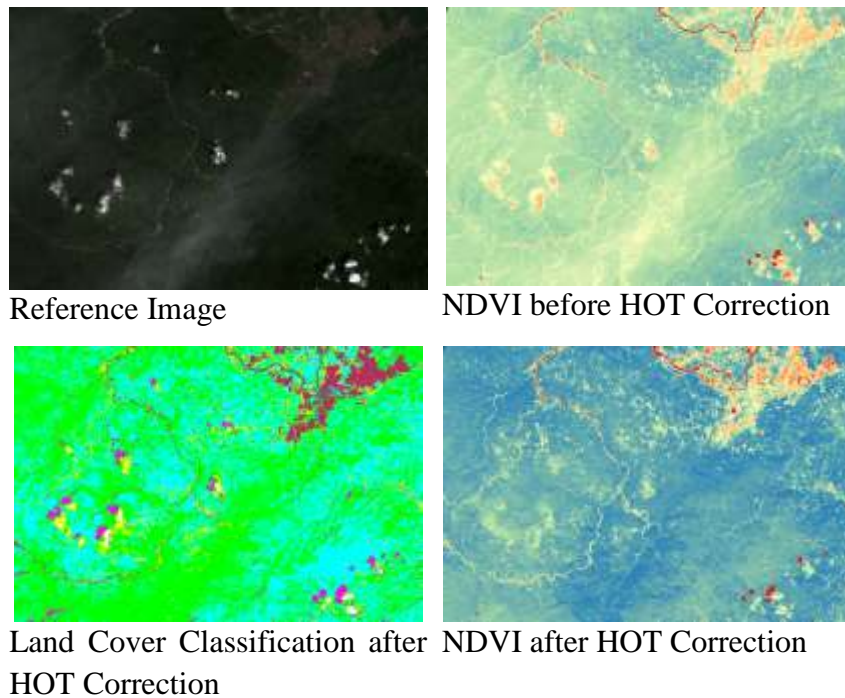 Reference Image
NDVI before HOT Correction
Land Cover Classification after
HOT Correction
NDVI after HOT Correction